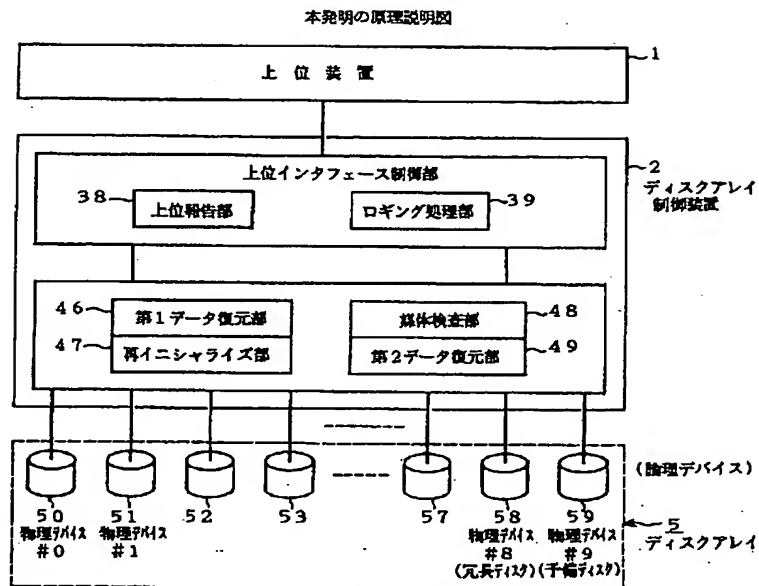 本発明の原理説明図
上位装置
1
上位インタフェース制御部
2
ディスクアレイ
制御装置
38
上位報告部
ロギング処理部
39
46
第1データ復元部
47
再イニシャライズ部
媒体検査部
48
第2データ復元部
49
(論理デバイス)
50 51 52 53 57 58 59
物理デバイス 物理デバイス 物理デバイス 物理デバイス
#0 #1 #8 #9
(冗長ディスク)(予備ディスク)
5
ディスクアレイ